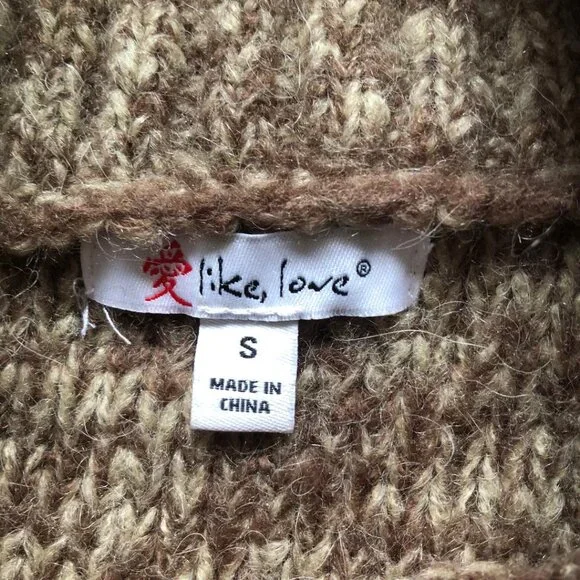 愛 like, love®
S
MADE IN
CHINA